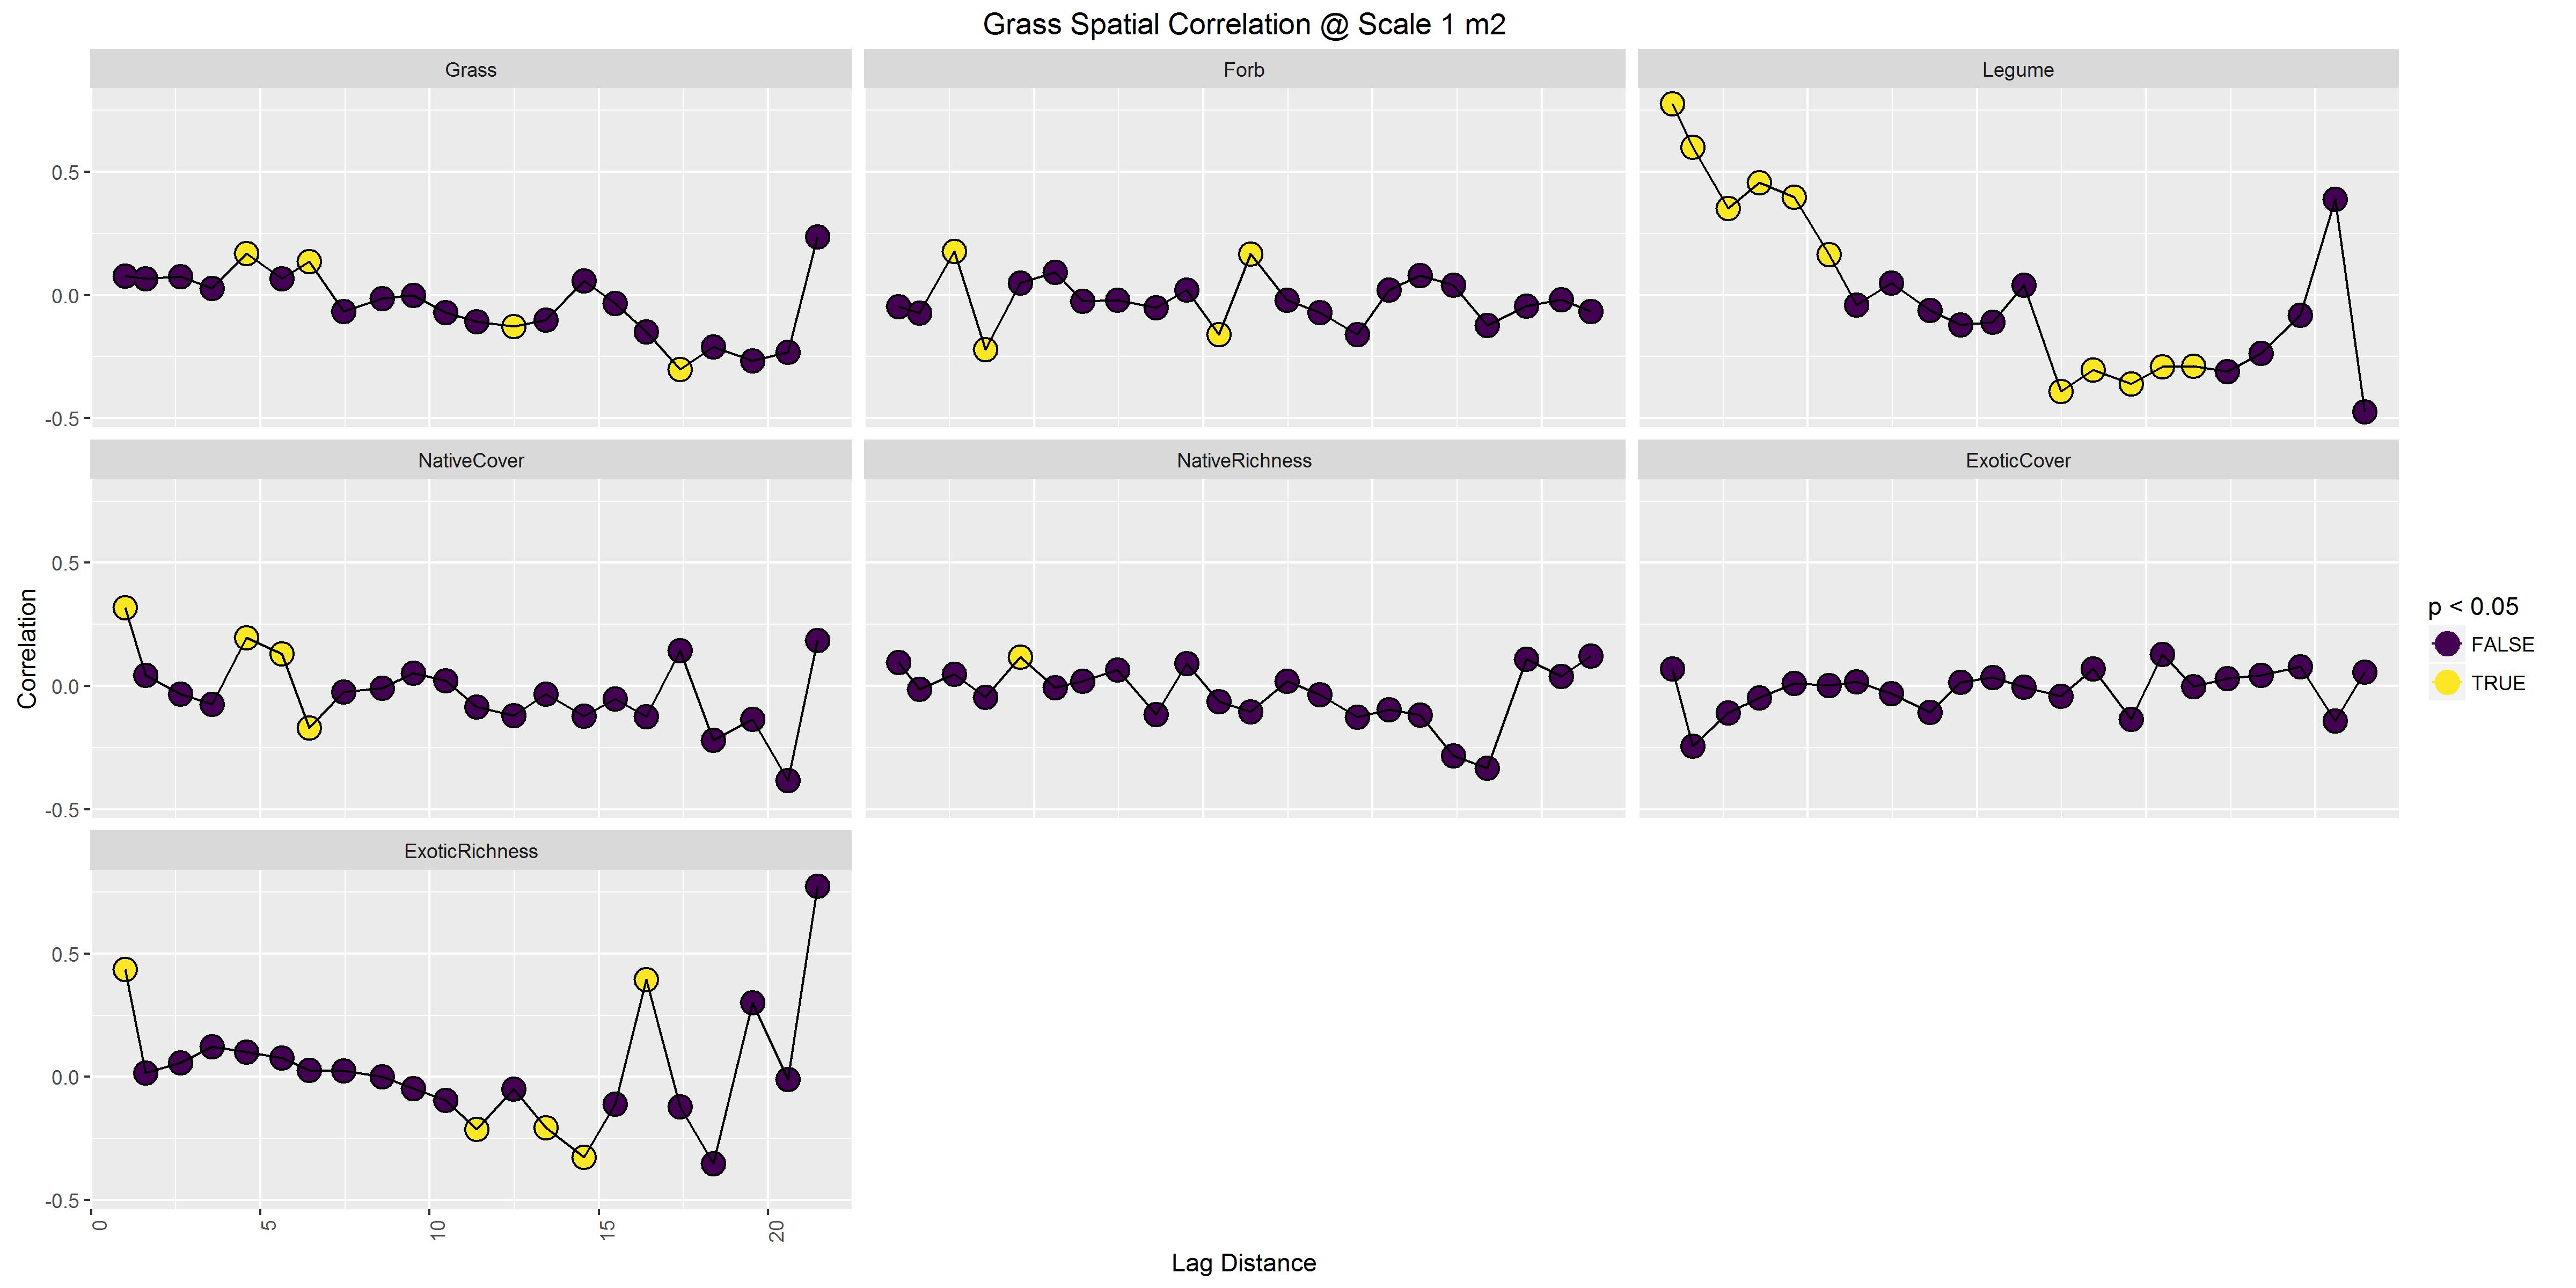 Grass Spatial Correlation @ Scale 1 m2
Grass
Forb
Legume
0.5
0.0
-0.5
NativeCover
NativeRichness
ExoticCover
0.5
0.0
-0.5
ExoticRichness
0.5
0.0
-0.5
0
5
10
15
20
Correlation
Lag Distance
p < 0.05
FALSE
TRUE